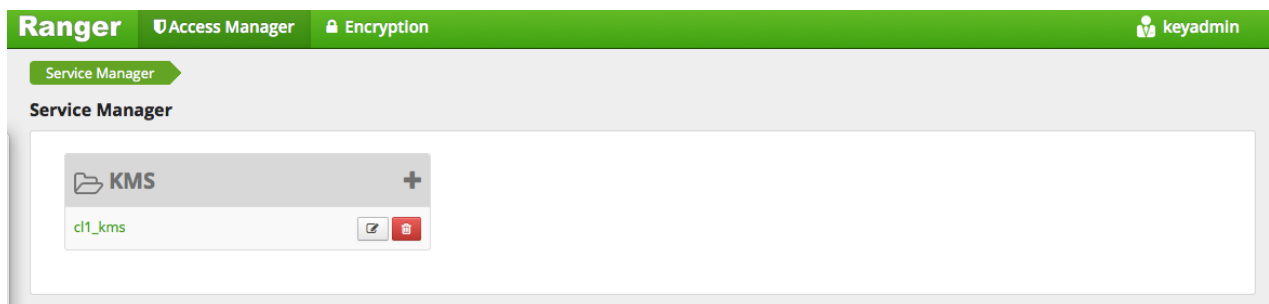 Ranger Access Manager Encryption keyadmin
Service Manager
Service Manager
KMS
cl1_kms